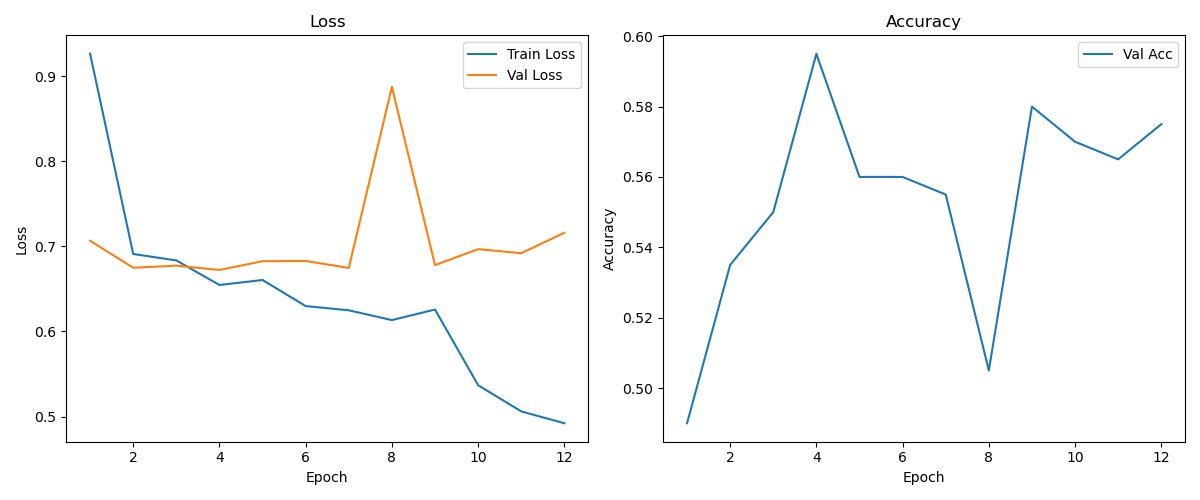 Loss
Train Loss
Val Loss
0.9
0.8
0.7
0.6
0.5
Loss
2 4 6 8 10 12
Epoch
Accuracy
Val Acc
0.60
0.58
0.56
0.54
0.52
0.50
Accuracy
2 4 6 8 10 12
Epoch